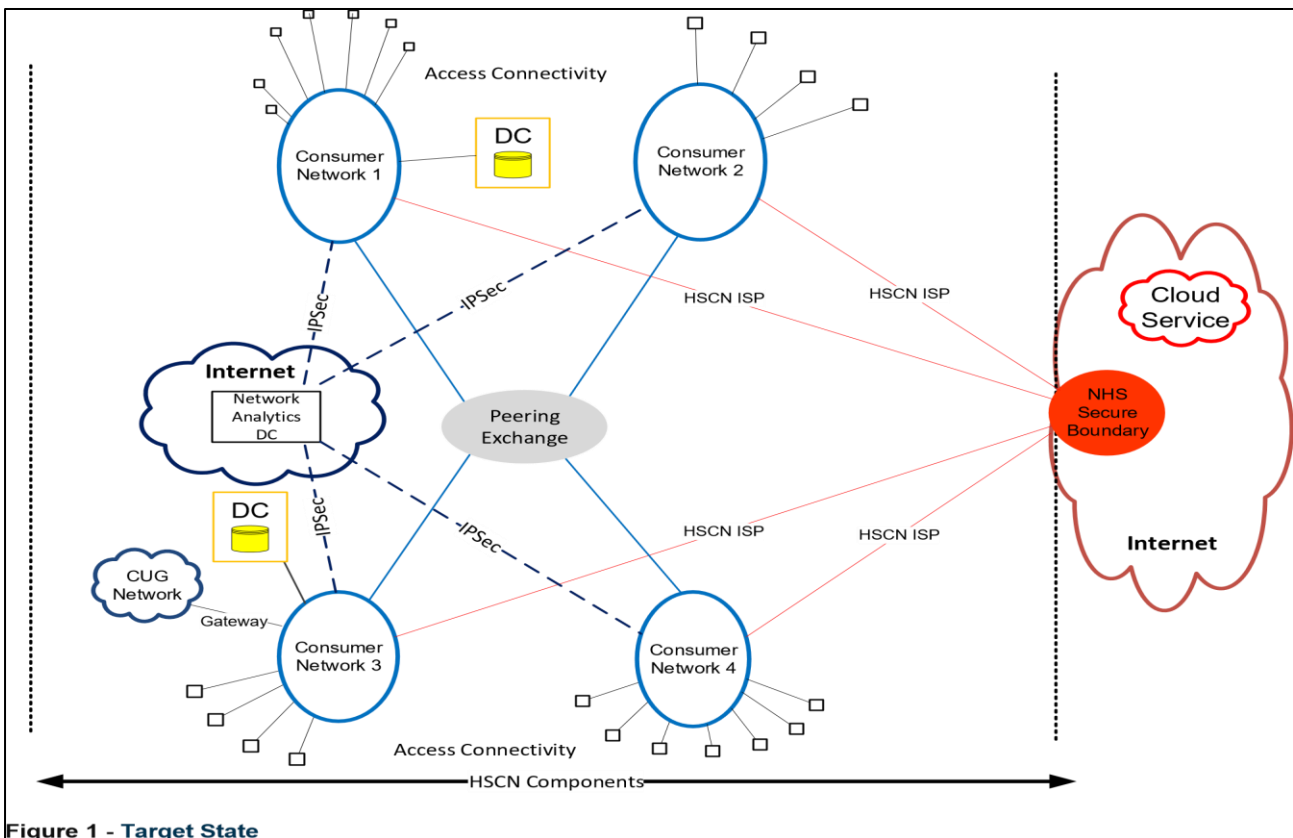 Access Connectivity
DC
Consumer
Network 1
Consumer
Network 2
IPSec
IPSec
HSCN ISP
HSCN ISP
Cloud
Service
Internet
Network
Analytics
DC
Peering
Exchange
NHS
Secure
Boundary
DC
IPSec
IPSec
HSCN ISP
HSCN ISP
Internet
CUG
Network
Gateway
Consumer
Network 3
Consumer
Network 4
Access Connectivity
HSCN Components
Figure 1 - Target State